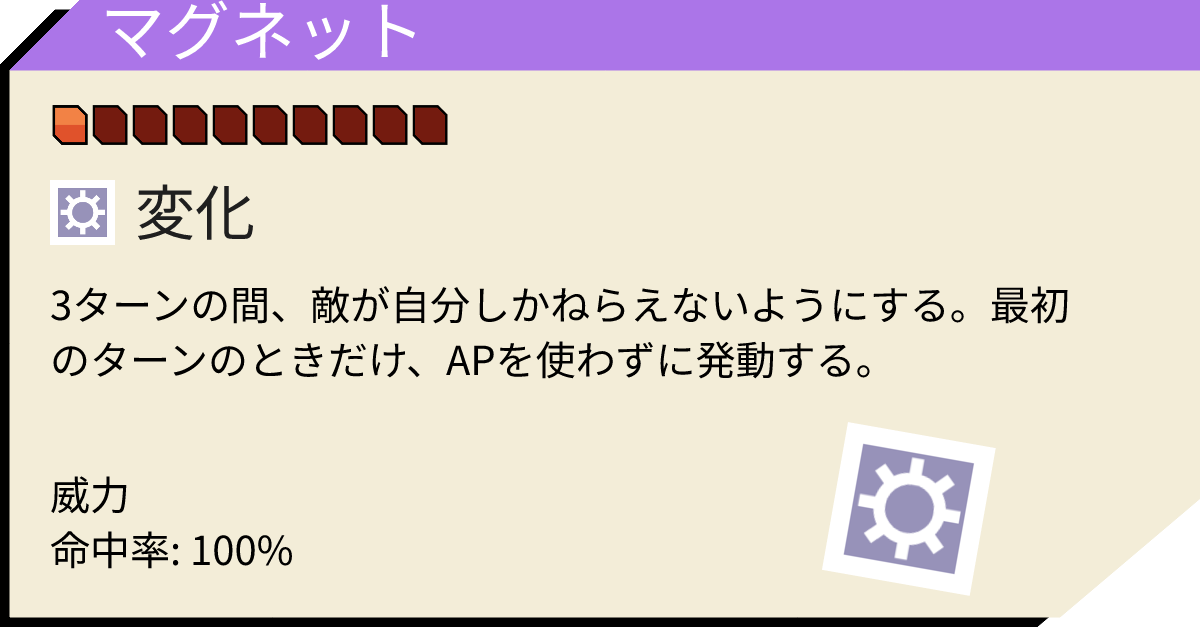 マグネット
変化
3ターンの間、敵が自分しかねらえないようにする。最初
のターンのときだけ、APを使わずに発動する。
威力
命中率: 100%